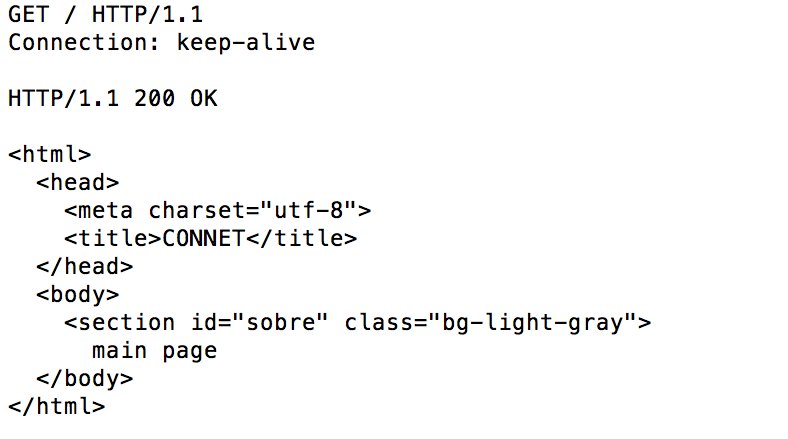 GET / HTTP/1.1
Connection: keep-alive

HTTP/1.1 200 OK

<html>
  <head>
    <meta charset="utf-8">
    <title>CONNET</title>
  </head>
  <body>
    <section id="sobre" class="bg-light-gray">
      main page
  </body>
</html>